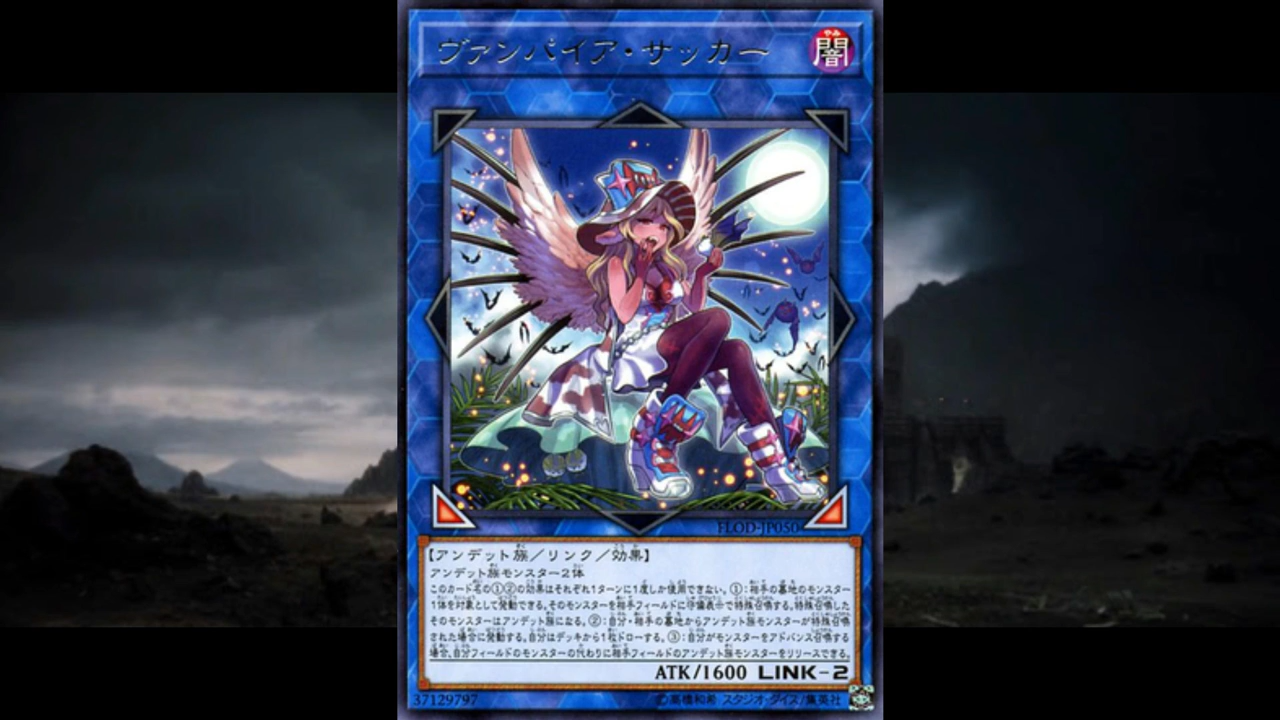 ヴァンパイア・サッカー
闇
やみ
FLOD-JP050
【アンデット族/リンク/効果】
アンデット族モンスター2体
このカード名の①②の効果はそれぞれ1ターンに1度しか使用できない。①:相手の墓地のモンスター
1体を対象として発動できる。そのモンスターを相手フィールドに守備表示で特殊召喚する。特殊召喚した
そのモンスターはアンデット族になる。②:自分・相手の墓地からアンデット族モンスターが特殊召喚
された場合に発動する。自分はデッキから1枚ドローする。③:自分がモンスターをアドバンス召喚する
場合、自分フィールドのモンスターの代わりに相手フィールドのアンデット族モンスターをリリースできる。
ATK/1600 LINK-2
37129797 ©高橋和希 スタジオ・ダイス/集英社